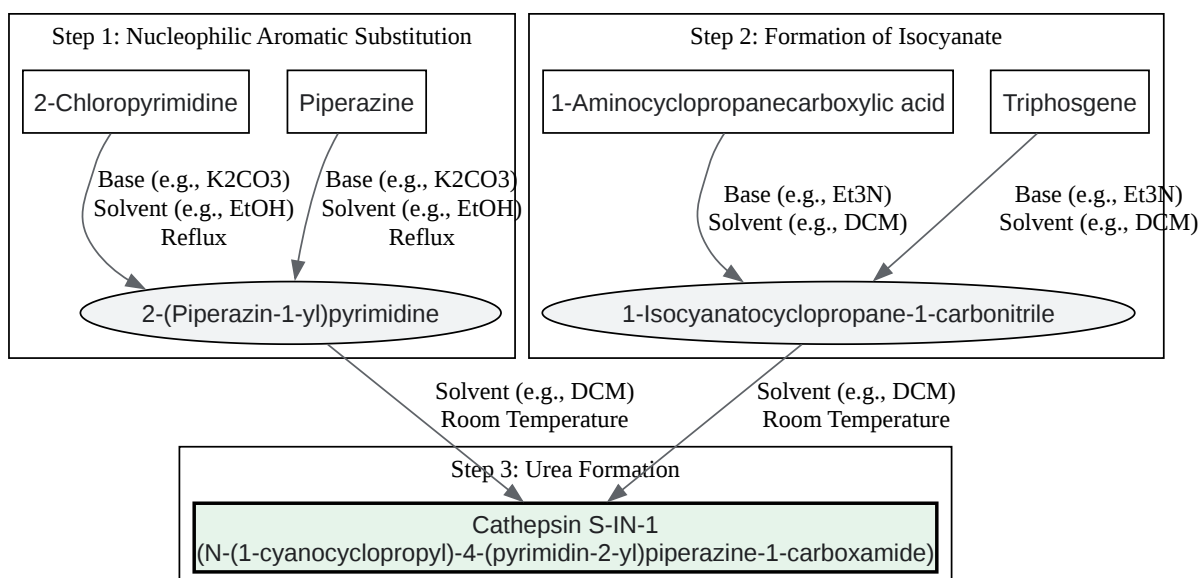 Step 1: Nucleophilic Aromatic Substitution
2-Chloropyrimidine
Piperazine
Base (e.g., K2CO3)
Solvent (e.g., EtOH)
Reflux
Base (e.g., K2CO3)
Solvent (e.g., EtOH)
Reflux
2-(Piperazin-1-yl)pyrimidine
Step 2: Formation of Isocyanate
1-Aminocyclopropanecarboxylic acid
Triphosgene
Base (e.g., Et3N)
Solvent (e.g., DCM)
Base (e.g., Et3N)
Solvent (e.g., DCM)
1-Isocyanatocyclopropane-1-carbonitrile
Solvent (e.g., DCM)
Room Temperature
Solvent (e.g., DCM)
Room Temperature
Step 3: Urea Formation
Cathepsin S-IN-1
(N-(1-cyanocyclopropyl)-4-(pyrimidin-2-yl)piperazine-1-carboxamide)